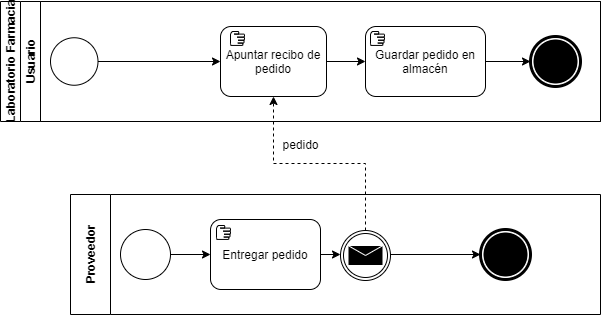 Laboratorio Farmacia
Usuario
Apuntar recibo de
pedido
Guardar pedido en
almacén
pedido
Proveedor
Entregar pedido